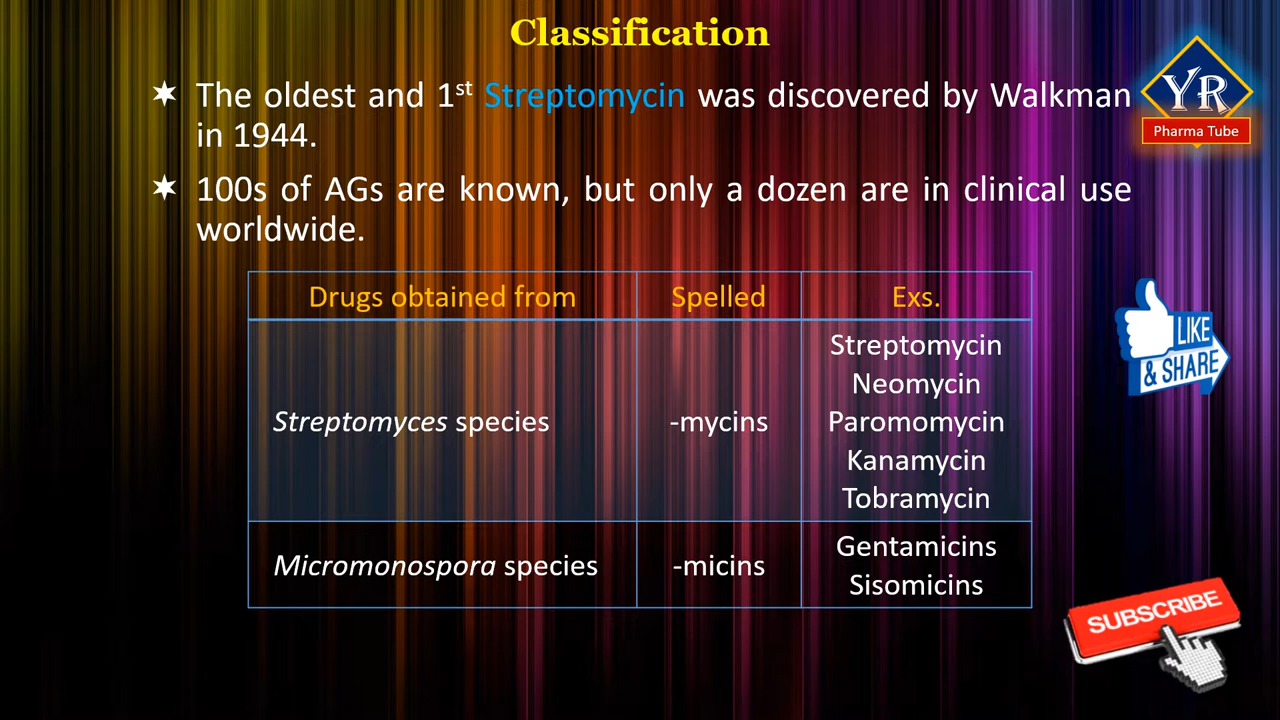 Classification
YR
Pharma Tube
✶ The oldest and 1st Streptomycin was discovered by Walkman
in 1944.
✶ 100s of AGs are known, but only a dozen are in clinical use
worldwide.
Drugs obtained from Spelled Exs.
Streptomyces species -mycins Streptomycin
Neomycin
Paromomycin
Kanamycin
Tobramycin
Micromonospora species -micins Gentamicins
Sisomicins
LIKE
& SHARE
SUBSCRIBE